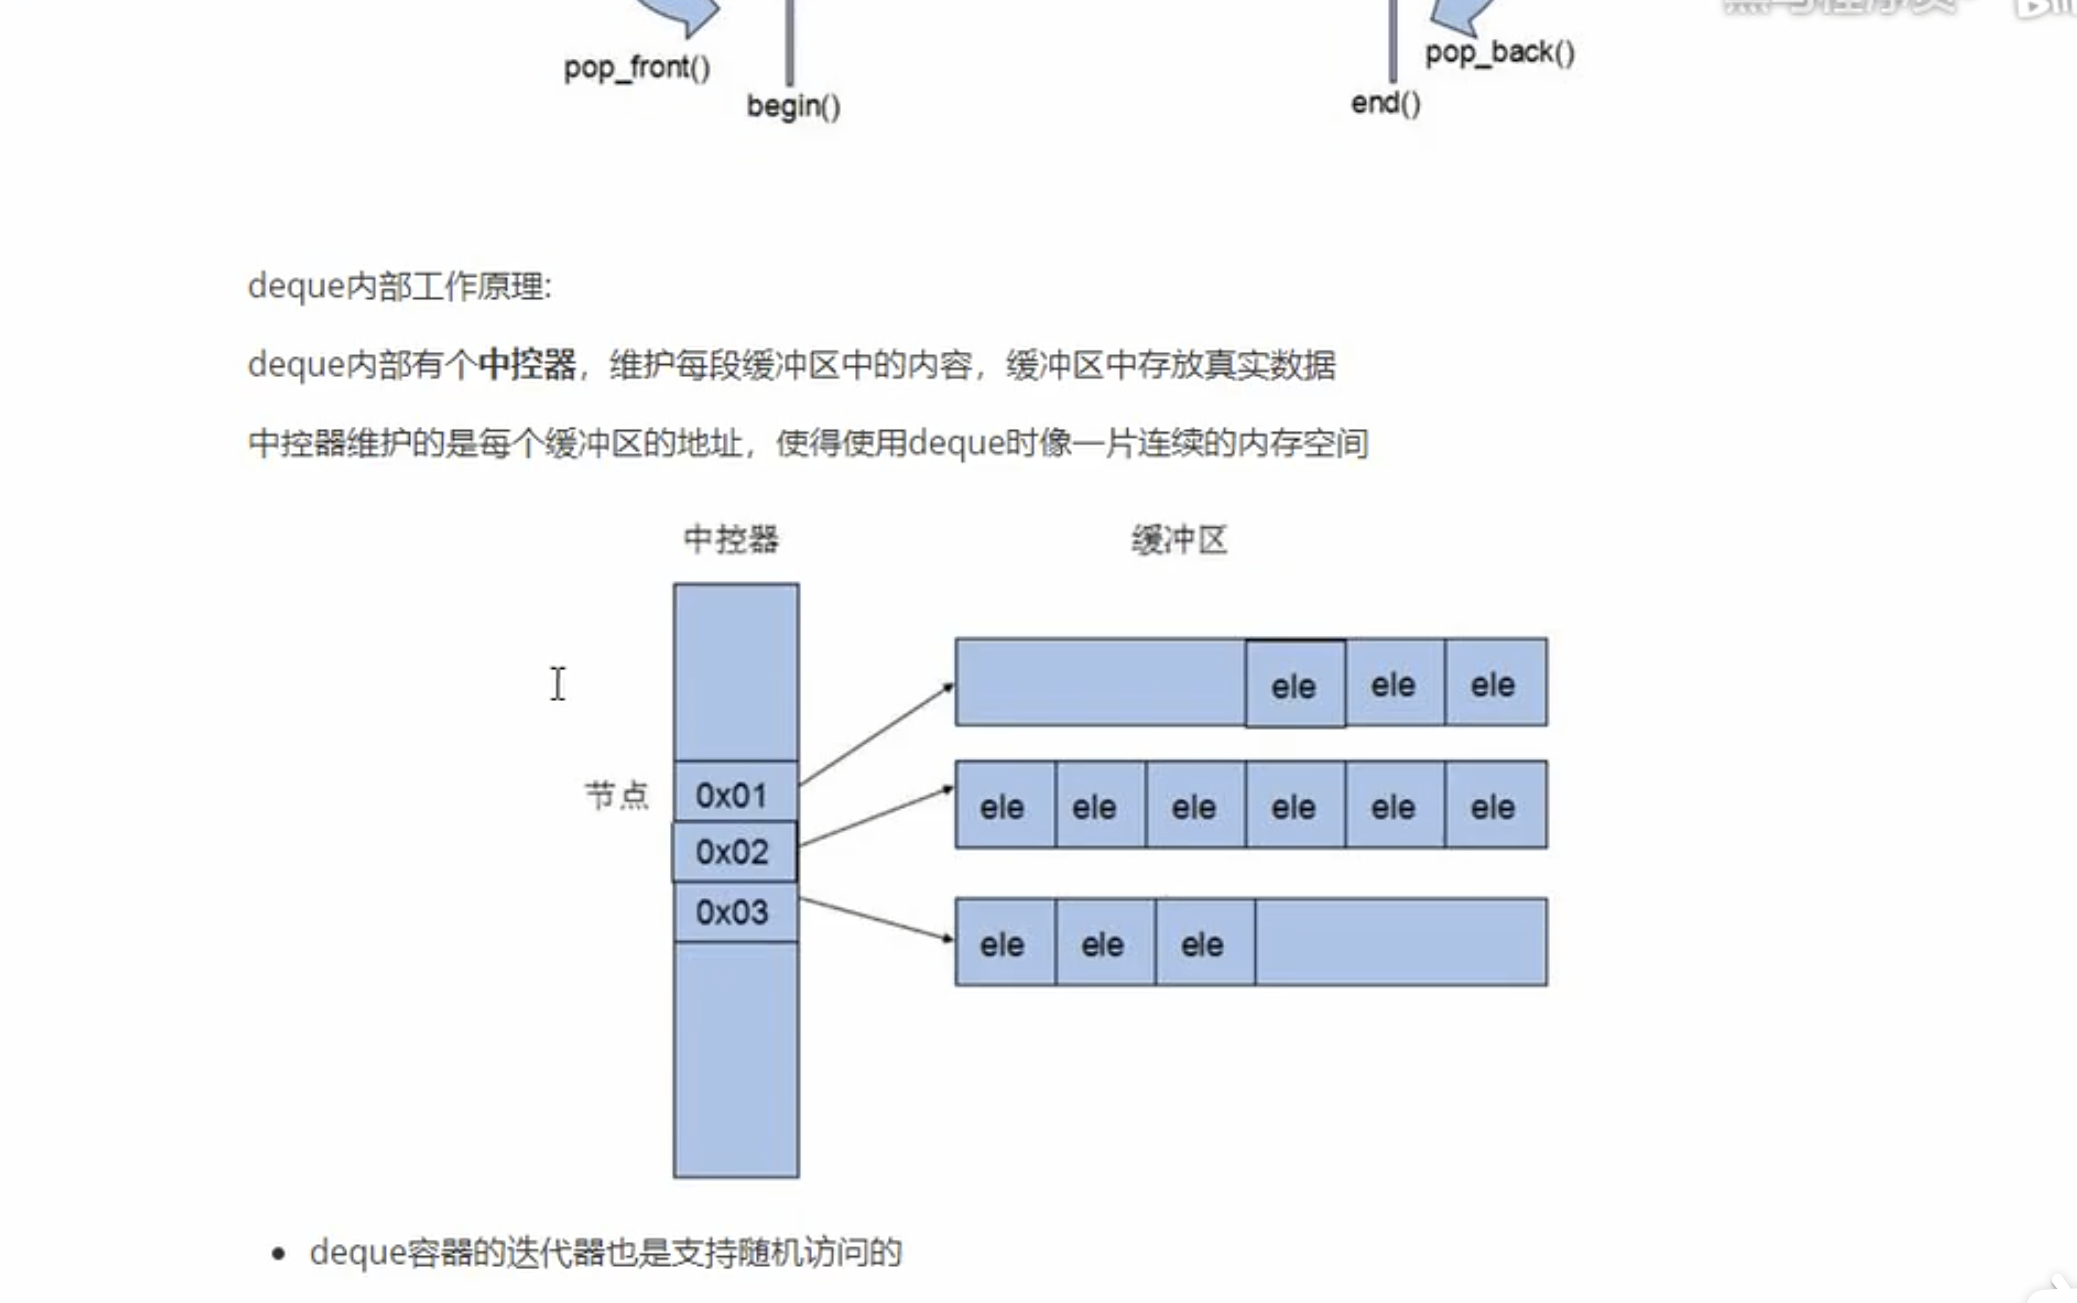 pop_front()
begin()
pop_back()
end()
deque内部工作原理:
deque内部有个中控器，维护每段缓冲区中的内容，缓冲区中存放真实数据
中控器维护的是每个缓冲区的地址，使得使用deque时像一片连续的内存空间
中控器 缓冲区
ele ele ele
节点 0x01
ele ele ele ele ele ele
0x02
0x03
ele ele ele
• deque容器的迭代器也是支持随机访问的